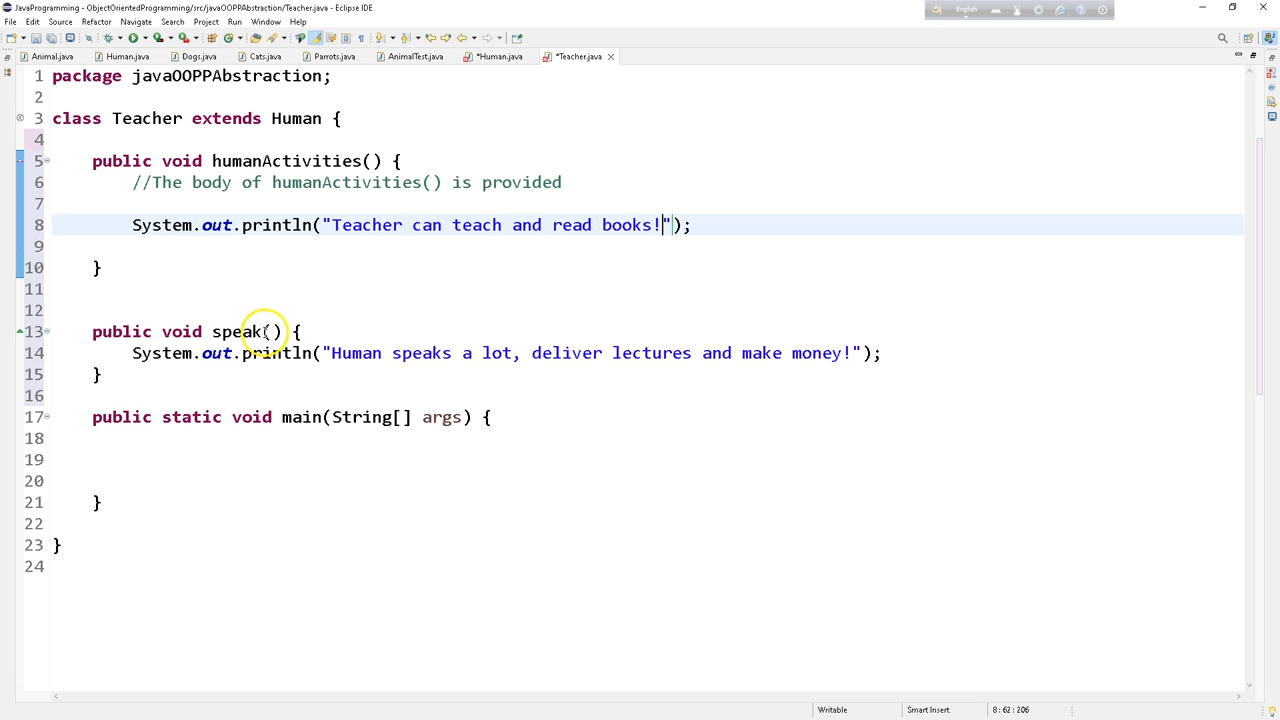 JavaProgramming - ObjectOrientedProgramming/src/javaOOPPAbstraction/Teacher.java - Eclipse IDE
English
File Edit Source Refactor Navigate Search Project Run Window Help
Animal.java Human.java Dogs.java Cats.java Parrots.java AnimalTest.java *Human.java *Teacher.java
1 package javaOOPPAbstraction;
2
3 class Teacher extends Human {
4
5 public void humanActivities() {
6 //The body of humanActivities() is provided
7
8 System.out.println("Teacher can teach and read books!");
9
10 }
11
12
13 public void speak() {
14 System.out.println("Human speaks a lot, deliver lectures and make money!");
15 }
16
17 public static void main(String[] args) {
18
19
20
21 }
22
23 }
24
Writable Smart Insert 8 : 62 : 206